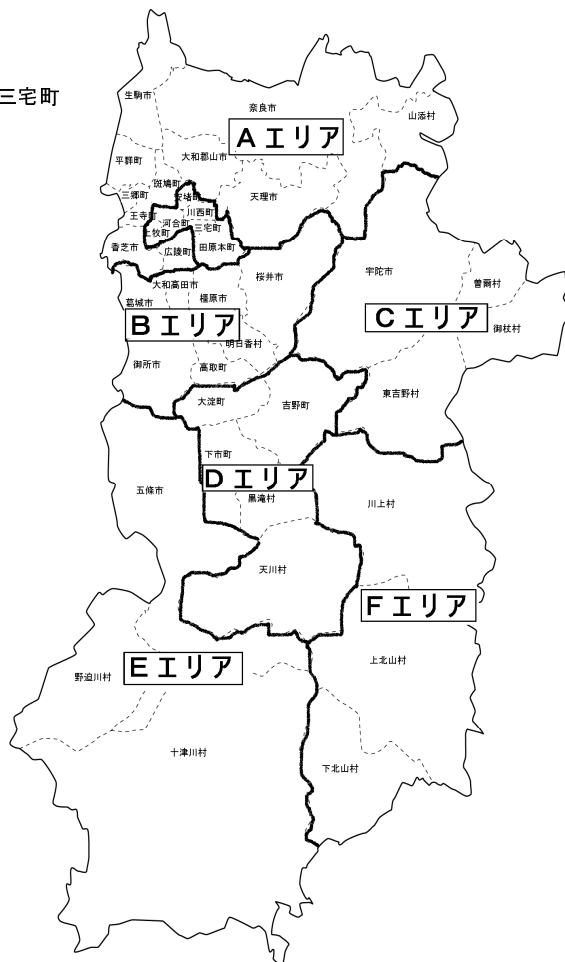 三宅町
生駒市
奈良市
山添村
Aエリア
平群町
大和郡山市
斑鳩町
三郷町
安堵町
天理市
王寺町
川西町
河合町
三宅町
上牧町
香芝市
広陵町
田原本町
桜井市
宇陀市
大和高田市
曽爾村
葛城市
橿原市
Bエリア
Cエリア
御杖村
明日香村
御所市
高取町
東吉野村
大淀町
吉野町
下市町
Dエリア
五條市
黒滝村
川上村
天川村
Fエリア
上北山村
Eエリア
野迫川村
十津川村
下北山村